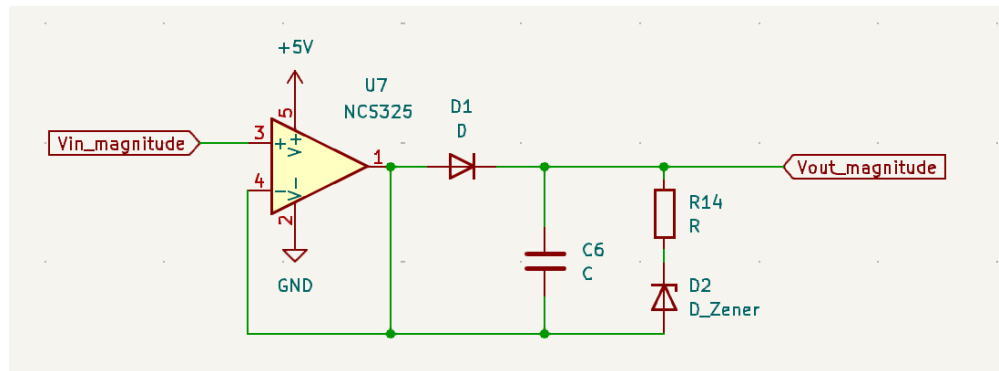 +5V
U7
NCS325
D1
D
Vin_magnitude
3
+
V+
5
1
4
-
V-
2
GND
Vout_magnitude
R14
R
C6
C
D2
D_Zener